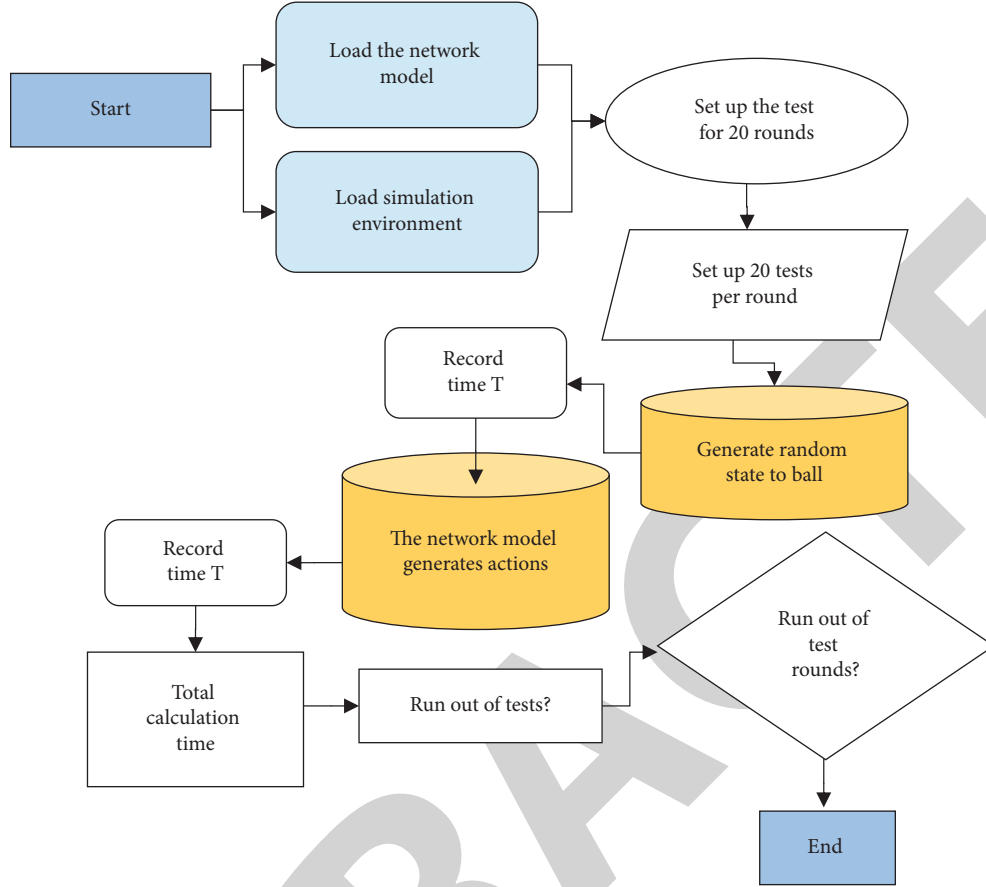 Start
Load the network
model
Load simulation
environment
Set up the test
for 20 rounds
Set up 20 tests
per round
Generate random
state to ball
Record
time T
The network model
generates actions
Record
time T
Total
calculation
time
Run out of tests?
Run out of
test
rounds?
End